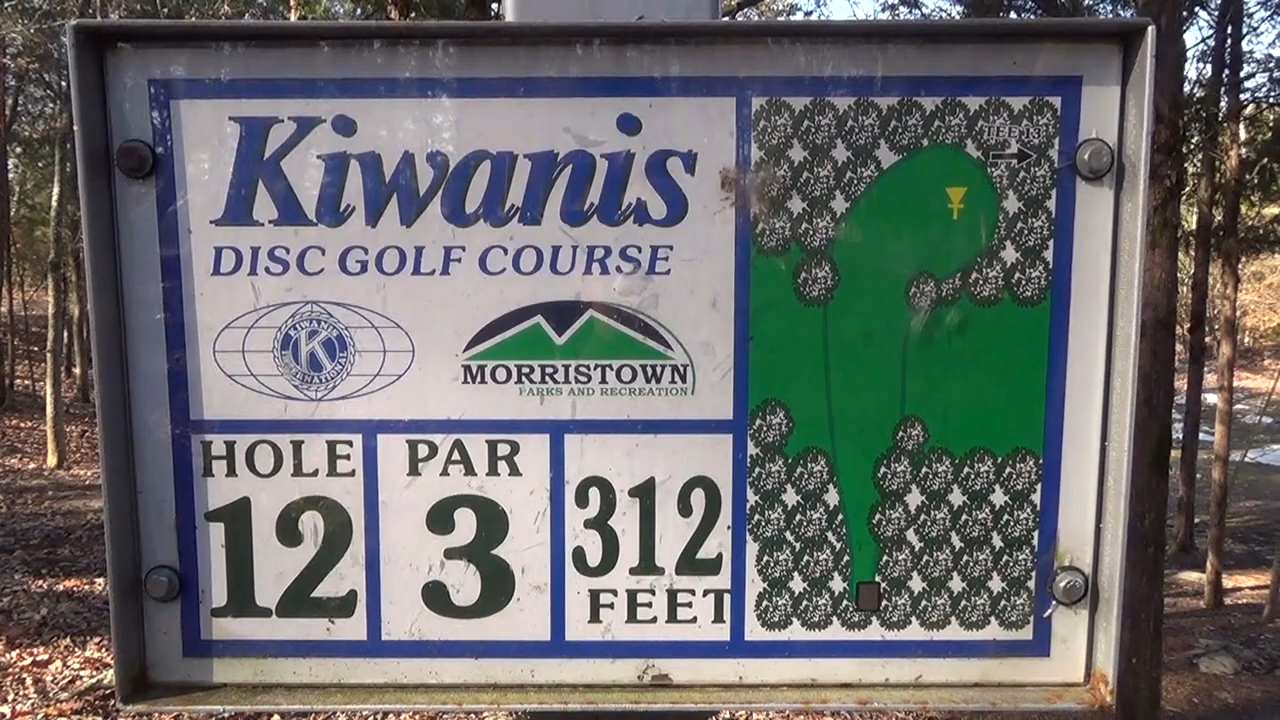 Kiwanis
DISC GOLF COURSE
KIWANIS
K
INTERNATIONAL
MORRISTOWN
PARKS AND RECREATION
HOLE
12
PAR
3
312
FEET
TEE 13